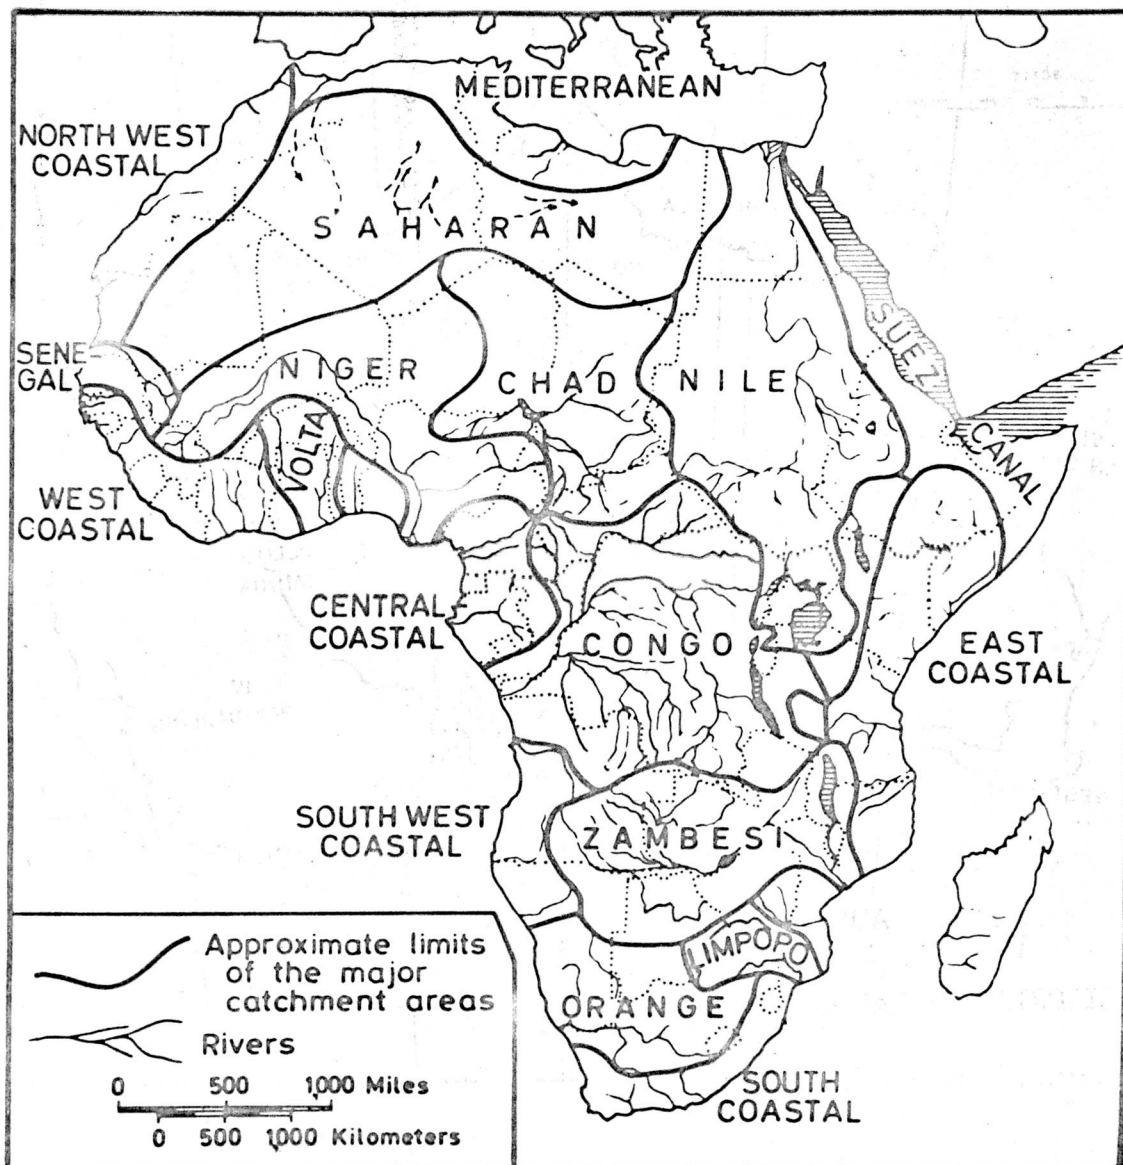 MEDITERRANEAN
NORTH WEST
COASTAL
SAHARAN
SUEZ
CANAL
SENE-
GAL
NIGER
CHAD
NILE
VOLTA
WEST
COASTAL
CENTRAL
COASTAL
CONGO
EAST
COASTAL
SOUTH WEST
COASTAL
ZAMBESI
LIMPOPO
ORANGE
SOUTH
COASTAL
Approximate limits
of the major
catchment areas
Rivers
0 500 1,000 Miles
0 500 1,000 Kilometers